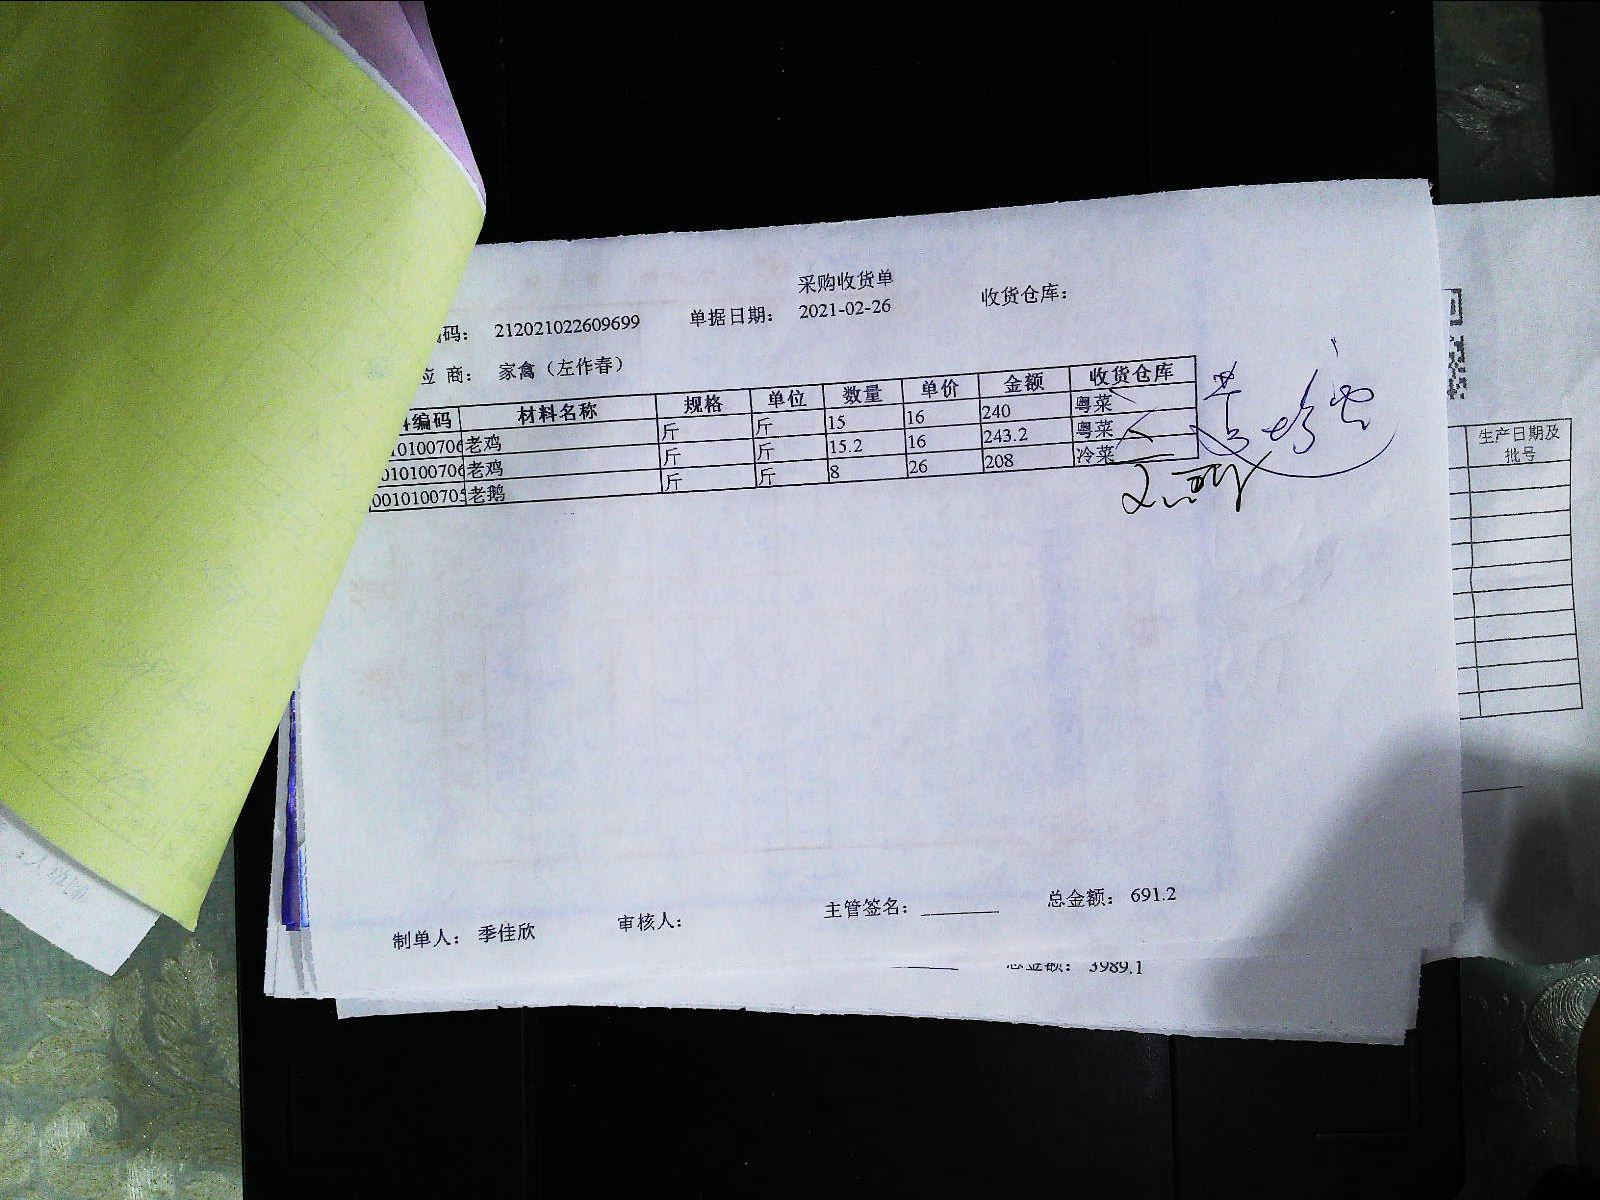 采购收货单
码： 212021022609699 单据日期： 2021-02-26 收货仓库：
应 商： 家禽（左作春）
编码 材料名称 规格 单位 数量 单价 金额 收货仓库
010100706 老鸡 斤 斤 15 16 240 粤菜
010100706 老鸡 斤 斤 15.2 16 243.2 粤菜
0010100705 老鹅 斤 斤 8 26 208 冷菜
制单人： 季佳欣 审核人： 主管签名： 总金额： 691.2
总金额： 3989.1
生产日期及
批号